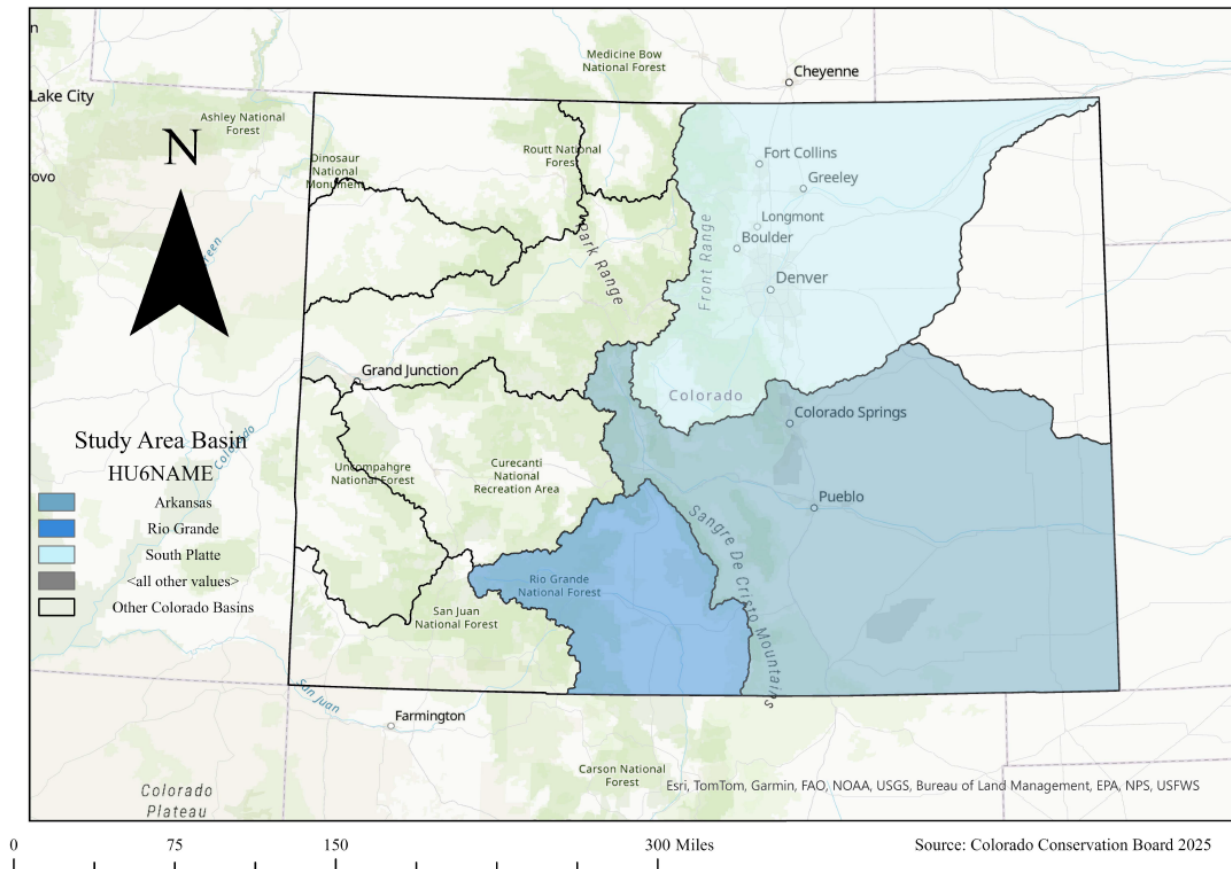 n
Lake City
rovo
Medicine Bow
National Forest
Cheyenne
Ashley National
Forest
N
Dinosaur
National
Monument
Routt National
Forest
Fort Collins
Greeley
Longmont
Boulder
Denver
Front Range
Park Range
Green
Grand Junction
Colorado
Colorado
Colorado Springs
Pueblo
Uncompahgre
National Forest
Curecanti
National
Recreation Area
Sangre De Cristo Mountains
Rio Grande
National Forest
San Juan
National Forest
San Juan
Farmington
Carson National
Forest
Colorado
Plateau
Study Area Basin
HU6NAME
Arkansas
Rio Grande
South Platte
<all other values>
Other Colorado Basins
Esri, TomTom, Garmin, FAO, NOAA, USGS, Bureau of Land Management, EPA, NPS, USFWS
0 75 150 300 Miles
Source: Colorado Conservation Board 2025